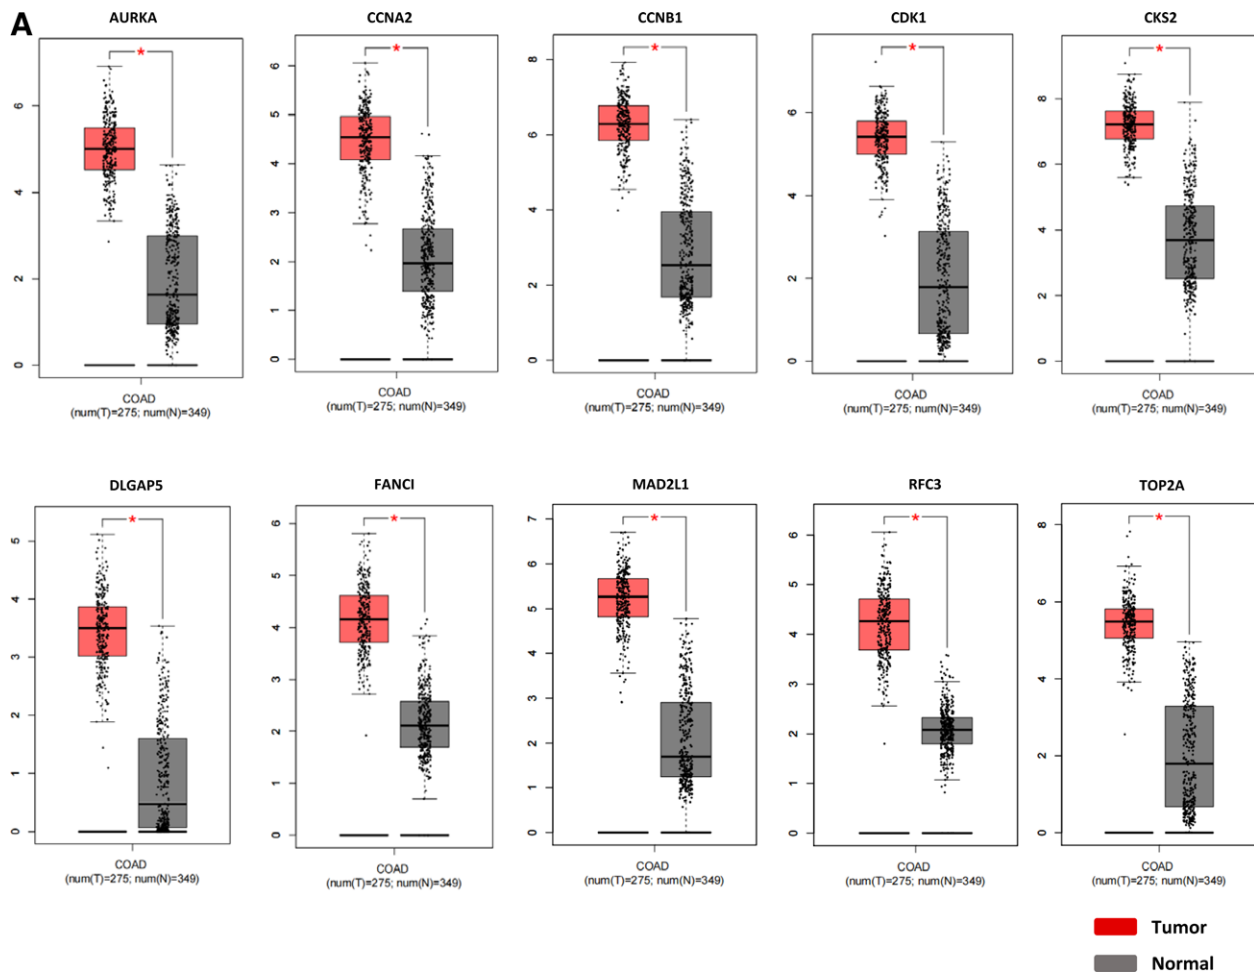 A
AURKA
CCNA2
CCNB1
CDK1
CKS2
*
*
*
*
*
6
4
2
0
6
5
4
3
2
1
0
8
6
4
2
0
6
4
2
0
8
6
4
2
0
COAD
(num(T)=275; num(N)=349)
COAD
(num(T)=275; num(N)=349)
COAD
(num(T)=275; num(N)=349)
COAD
(num(T)=275; num(N)=349)
COAD
(num(T)=275; num(N)=349)
DLGAP5
FANCI
MAD2L1
RFC3
TOP2A
*
*
*
*
*
5
4
3
2
1
0
6
5
4
3
2
1
0
7
6
5
4
3
2
1
0
6
5
4
3
2
1
0
8
6
4
2
0
COAD
(num(T)=275; num(N)=349)
COAD
(num(T)=275; num(N)=349)
COAD
(num(T)=275; num(N)=349)
COAD
(num(T)=275; num(N)=349)
COAD
(num(T)=275; num(N)=349)
Tumor
Normal